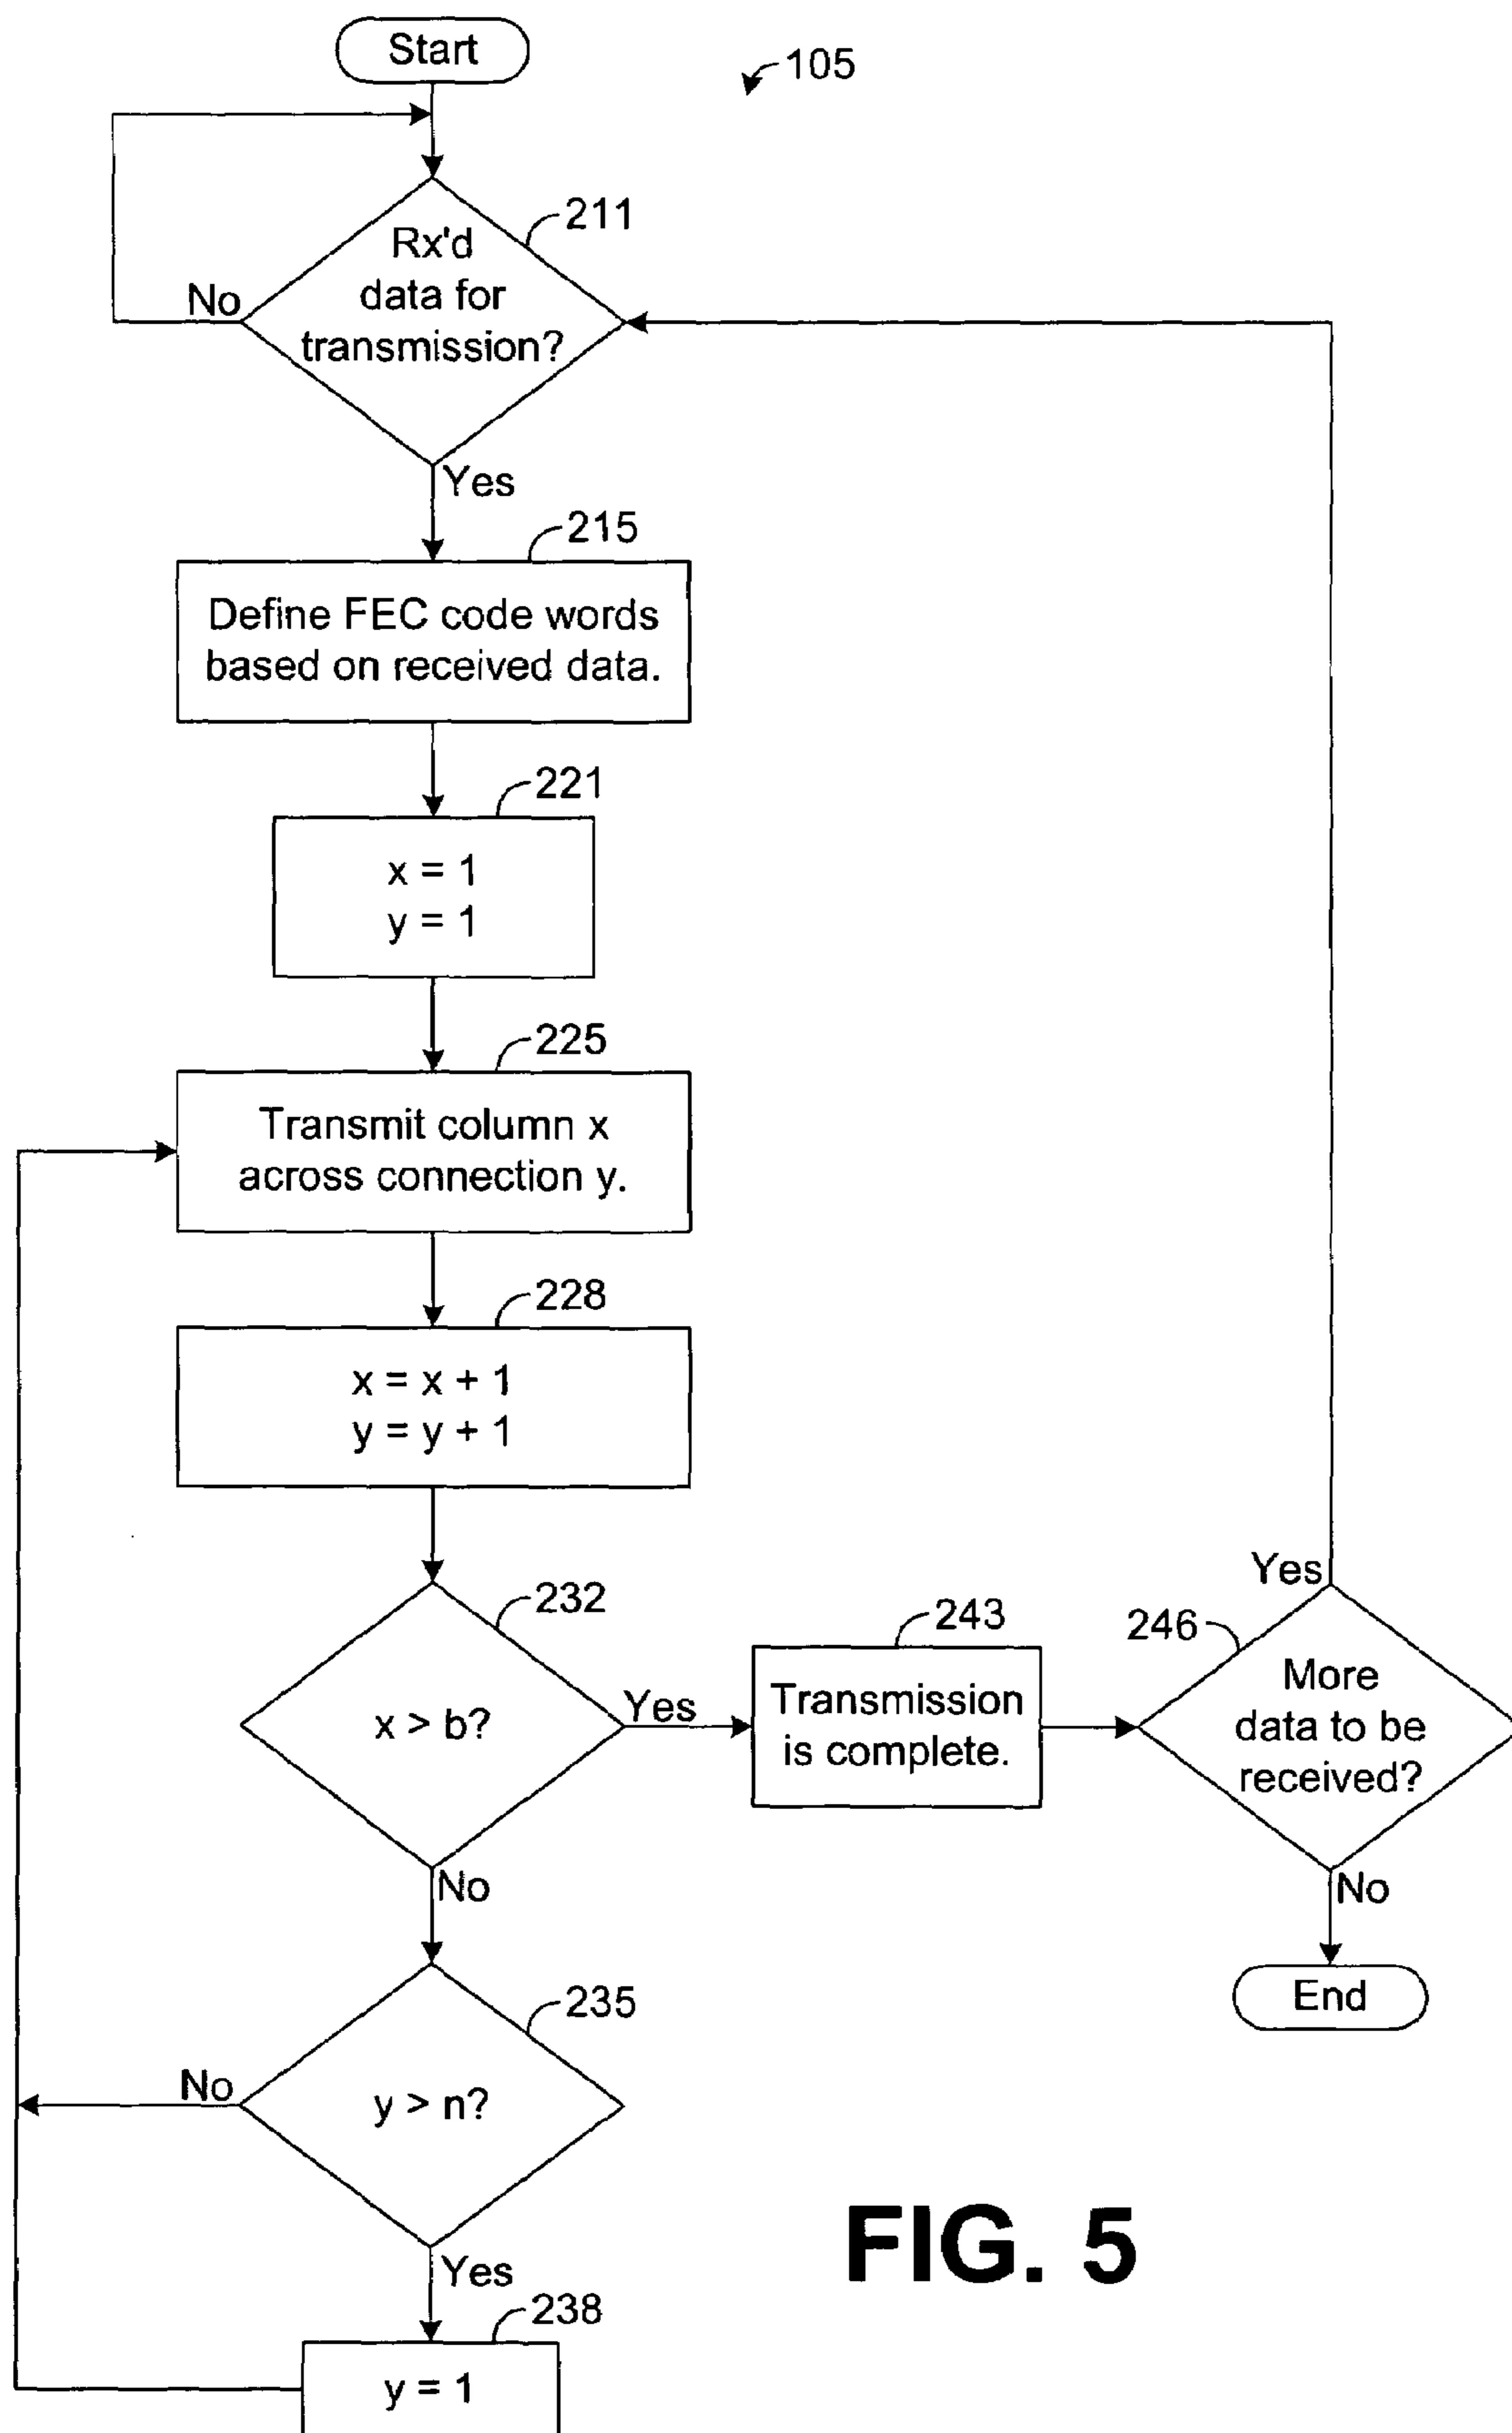 Start
105
211
Rx'd
data for
transmission?
No
Yes
215
Define FEC code words
based on received data.
221
x = 1
y = 1
225
Transmit column x
across connection y.
228
x = x + 1
y = y + 1
232
x > b?
Yes
No
243
Transmission
is complete.
246
Yes
More
data to be
received?
No
End
235
y > n?
No
Yes
238
y = 1
FIG. 5